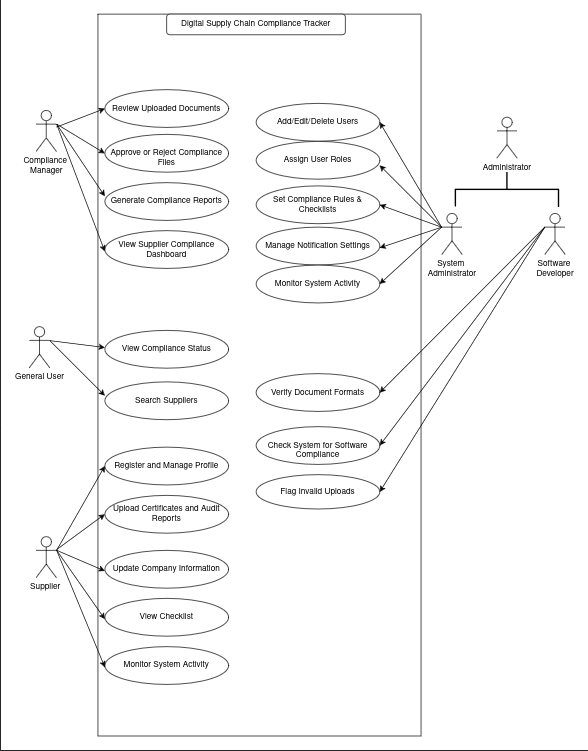 Digital Supply Chain Compliance Tracker
Compliance
Manager
Review Uploaded Documents
Approve or Reject Compliance
Files
Generate Compliance Reports
View Supplier Compliance
Dashboard
General User
View Compliance Status
Search Suppliers
Supplier
Register and Manage Profile
Upload Certificates and Audit
Reports
Update Company Information
View Checklist
Monitor System Activity
Add/Edit/Delete Users
Assign User Roles
Set Compliance Rules &
Checklists
Manage Notification Settings
Monitor System Activity
Verify Document Formats
Check System for Software
Compliance
Flag Invalid Uploads
Administrator
System
Administrator
Software
Developer